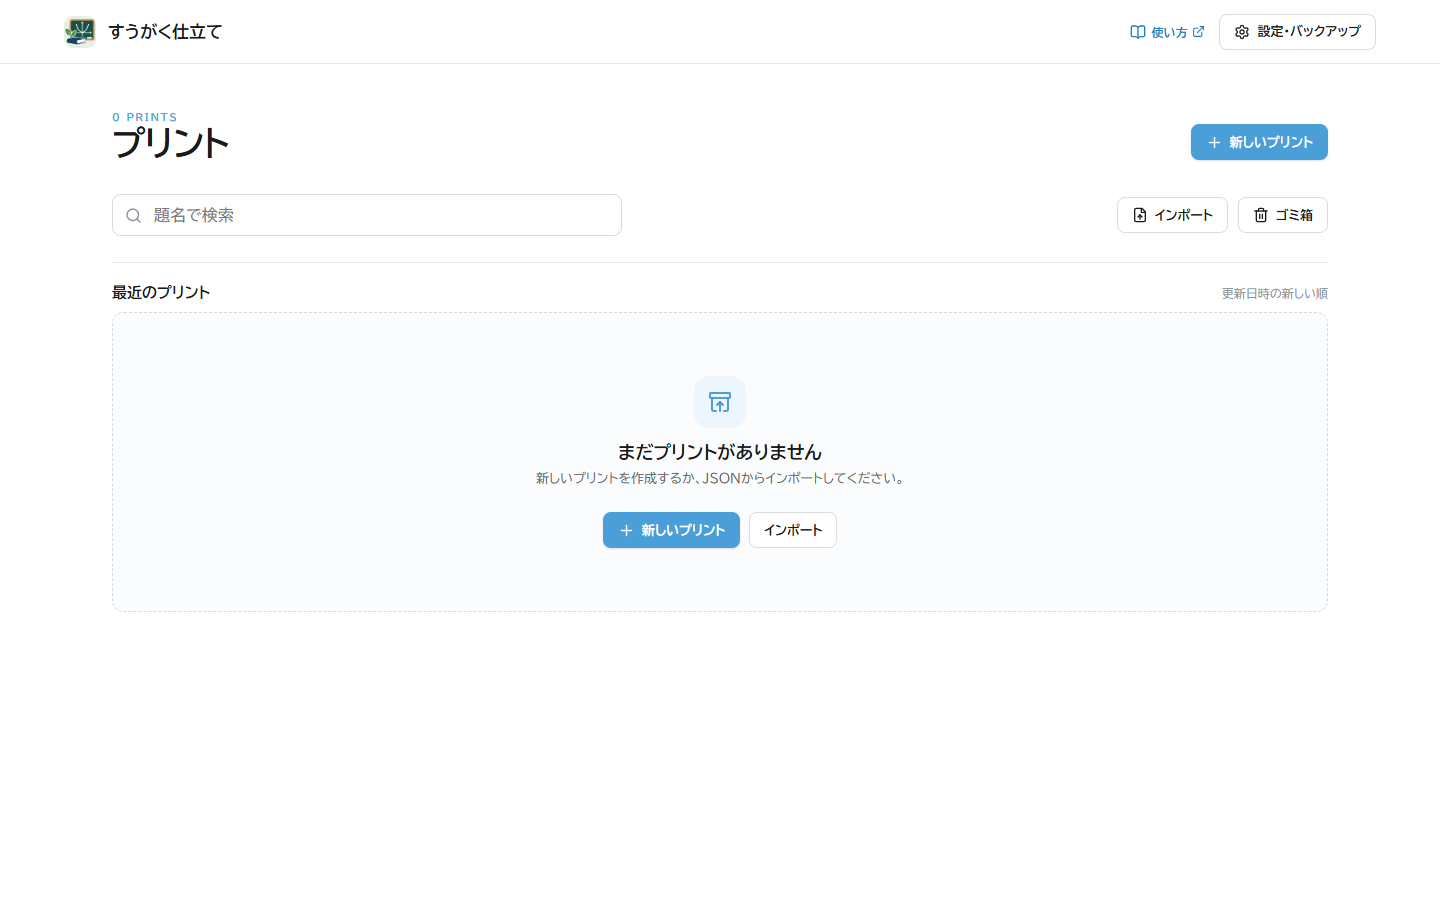 すうがく仕立て
使い方
設定・バックアップ
0 PRINTS
プリント
新しいプリント
題名で検索
インポート
ゴミ箱
最近のプリント
更新日時の新しい順
まだプリントがありません
新しいプリントを作成するか、JSONからインポートしてください。
新しいプリント
インポート